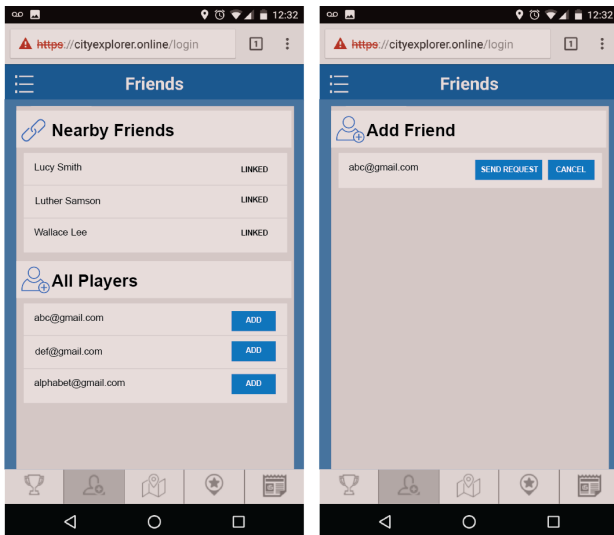 12:32
https://cityexplorer.online/login
1
Friends
Nearby Friends
Lucy Smith LINKED
Luther Samson LINKED
Wallace Lee LINKED
All Players
abc@gmail.com ADD
def@gmail.com ADD
alphabet@gmail.com ADD
12:32
https://cityexplorer.online/login
1
Friends
Add Friend
abc@gmail.com SEND REQUEST CANCEL